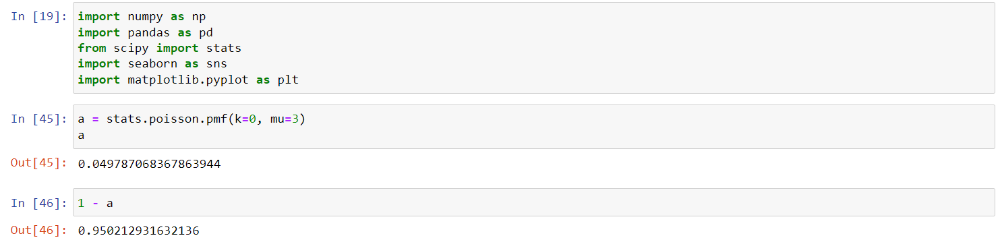 In [19]: import numpy as np
import pandas as pd
from scipy import stats
import seaborn as sns
import matplotlib.pyplot as plt
In [45]: a = stats.poisson.pmf(k=0, mu=3)
a
Out[45]: 0.049787068367863944
In [46]: 1 - a
Out[46]: 0.950212931632136